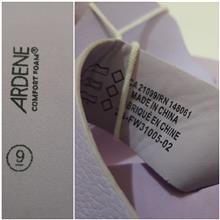 ARDENE
COMFORT FOAM®
9
CA 21099/RN 148061
MADE IN CHINA
FABRIQUÉ EN CHINE
-FW31005-02